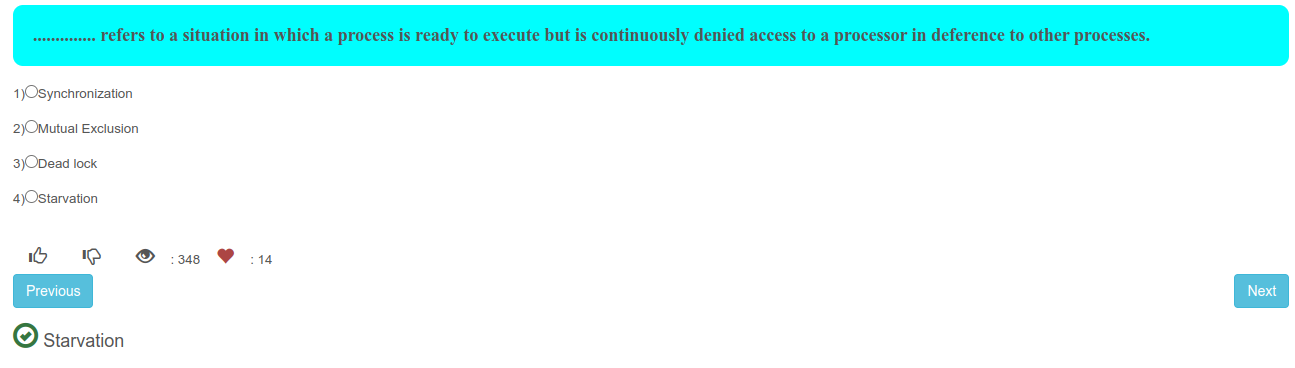 .............. refers to a situation in which a process is ready to execute but is continuously denied access to a processor in deference to other processes.
1)Synchronization
2)Mutual Exclusion
3)Dead lock
4)Starvation
: 348 : 14
Previous Next
Starvation